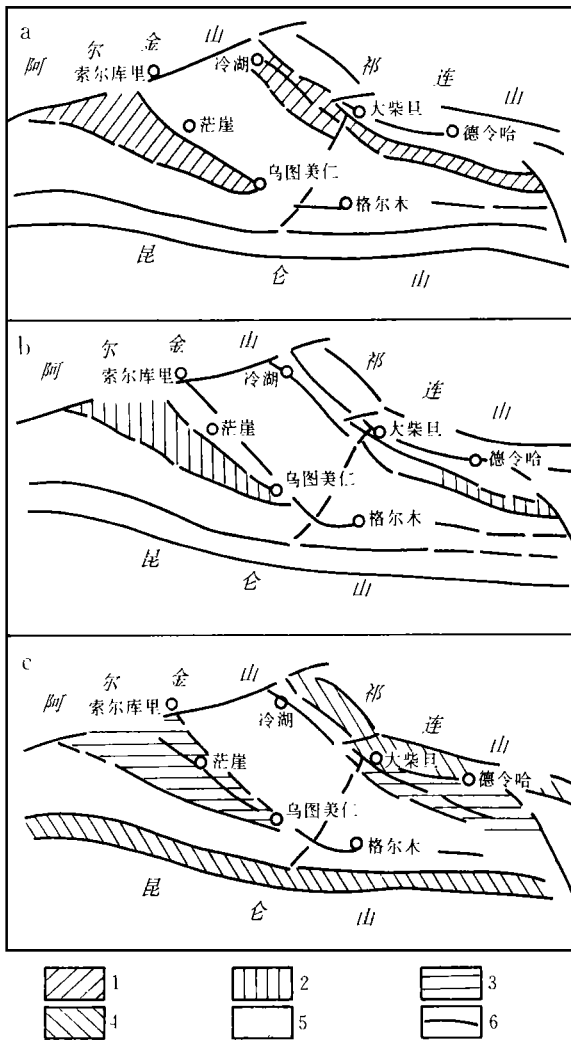 a
阿尔金山
索尔库里
冷湖
祁连山
大柴旦
德令哈
茫崖
乌图美仁
格尔木
昆仑山
b
阿尔金山
索尔库里
冷湖
祁连山
大柴旦
茫崖
德令哈
乌图美仁
格尔木
昆仑山
c
阿尔金山
索尔库里
冷湖
祁连山
大柴旦
茫崖
德令哈
乌图美仁
格尔木
昆仑山
1 2 3
4 5 6